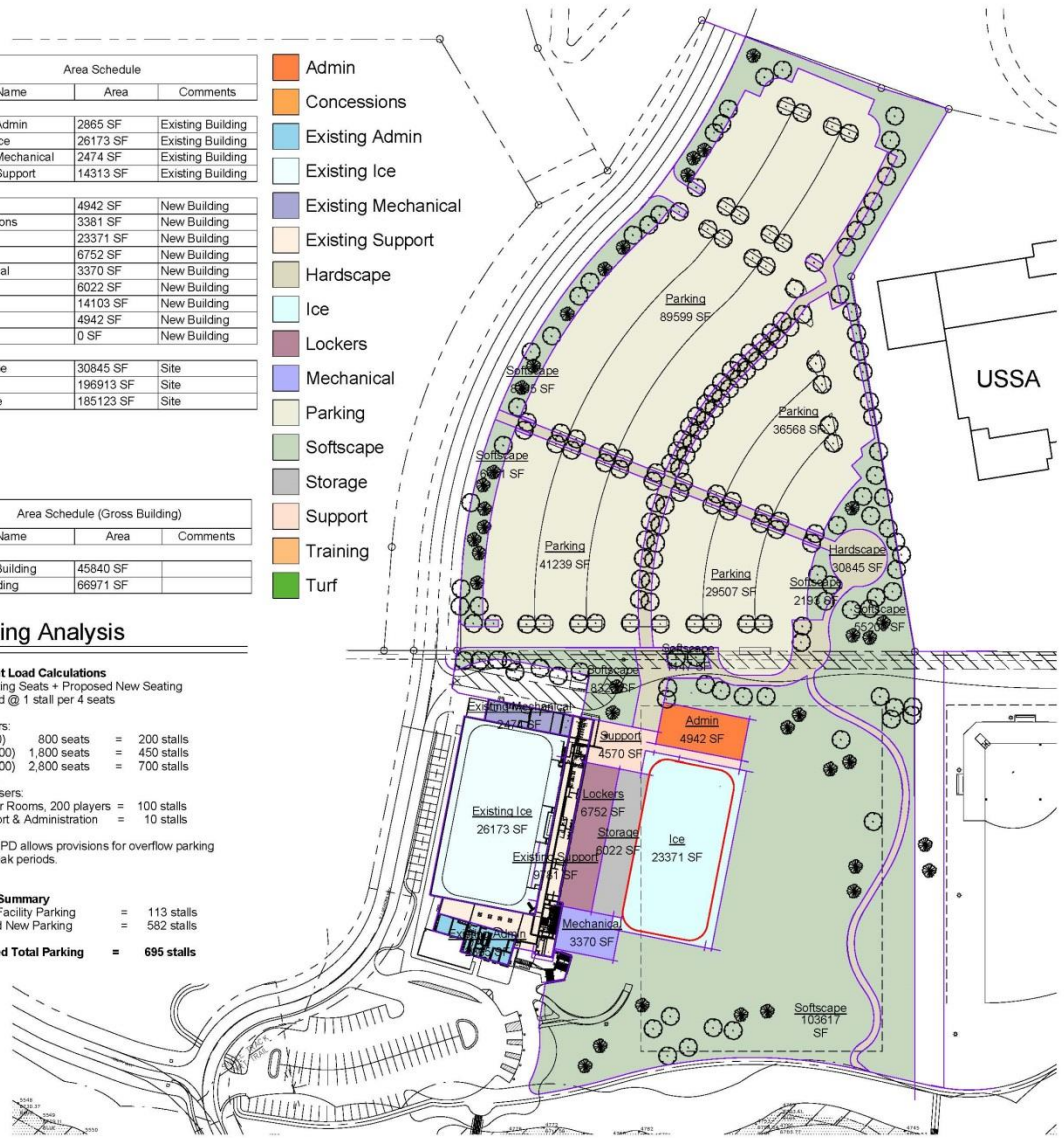 Area Schedule
Name Area Comments
Admin 2865 SF Existing Building
ce 26173 SF Existing Building
Mechanical 2474 SF Existing Building
Support 14313 SF Existing Building
4942 SF New Building
ons 3381 SF New Building
23371 SF New Building
6752 SF New Building
al 3370 SF New Building
6022 SF New Building
14103 SF New Building
4942 SF New Building
0 SF New Building
e 30845 SF Site
196913 SF Site
e 185123 SF Site
Area Schedule (Gross Building)
Name Area Comments
Building 45840 SF
ding 66971 SF
ing Analysis
t Load Calculations
ing Seats + Proposed New Seating
d @ 1 stall per 4 seats
rs:
0) 800 seats = 200 stalls
00) 1,800 seats = 450 stalls
00) 2,800 seats = 700 stalls
sers:
r Rooms, 200 players = 100 stalls
ort & Administration = 10 stalls
PD allows provisions for overflow parking
ak periods.
Summary
Facility Parking = 113 stalls
d New Parking = 582 stalls
ed Total Parking = 695 stalls
Admin
Concessions
Existing Admin
Existing Ice
Existing Mechanical
Existing Support
Hardscape
Ice
Lockers
Mechanical
Parking
Softscape
Storage
Support
Training
Turf
Parking
89599 SF
USSA
Softscape
Parking
36568 SF
Softscape
Parking
41239 SF
Parking
29507 SF
Hardscape
30845 SF
Softscape
2193 SF
Softscape
Softscape
Softscape
Existing Mechanical
2474 SF
Support
4570 SF
Admin
4942 SF
Existing Ice
26173 SF
Lockers
6752 SF
Storage
6022 SF
Ice
23371 SF
Existing Support
9781 SF
Mechanical
3370 SF
Existing Admin
Softscape
103617
SF